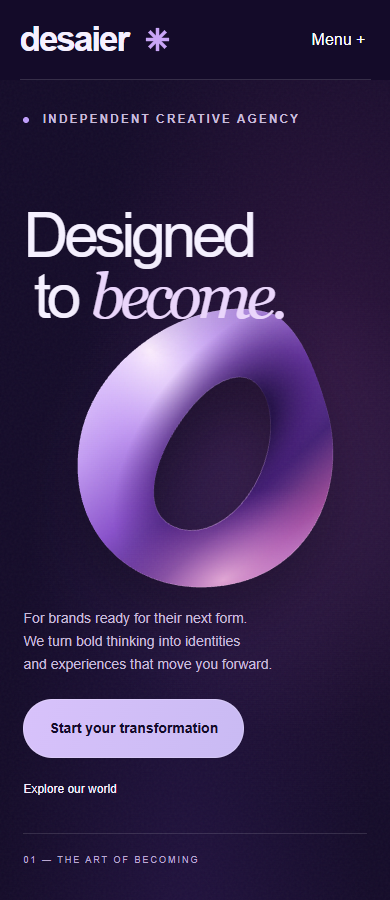 desaier
Menu +
INDEPENDENT CREATIVE AGENCY
Designed
to become.
For brands ready for their next form.
We turn bold thinking into identities
and experiences that move you forward.
Start your transformation
Explore our world
01 — THE ART OF BECOMING